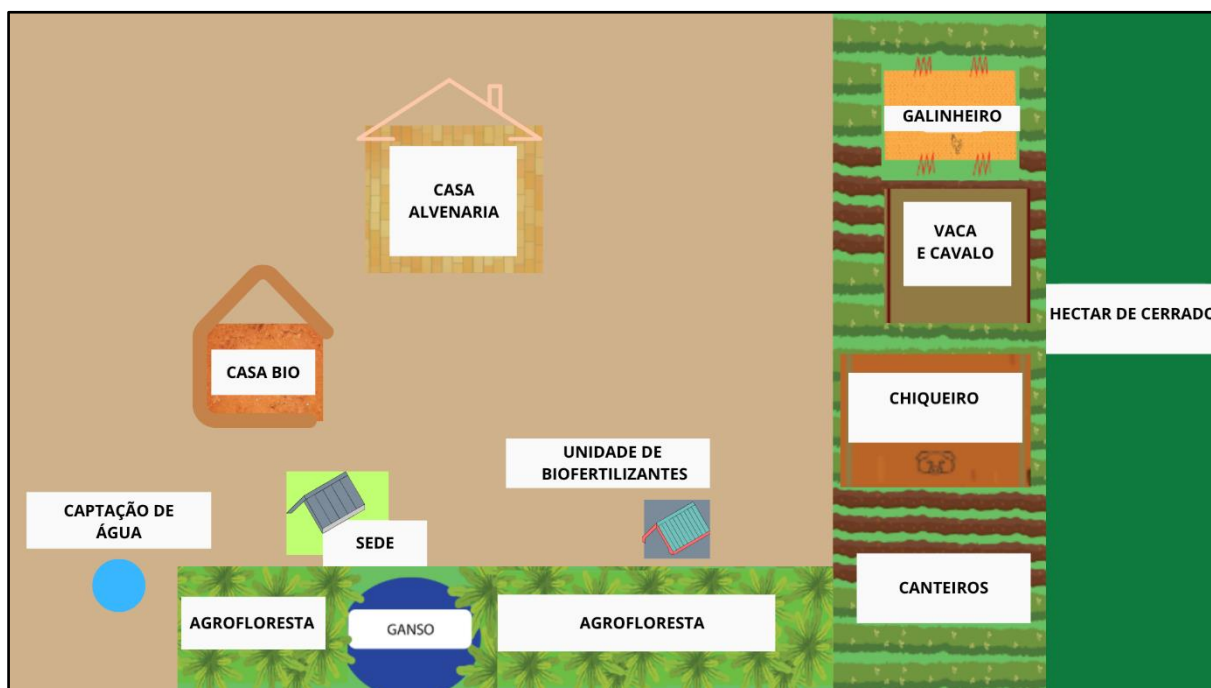 GALINHEIRO
CASA
ALVENARIA
VACA
E CAVALO
HECTAR DE CERRADO
CASA BIO
CHIQUEIRO
UNIDADE DE
BIOFERTILIZANTES
CAPTAÇÃO DE
ÁGUA
SEDE
CANTEIROS
AGROFLORESTA
GANSO
AGROFLORESTA